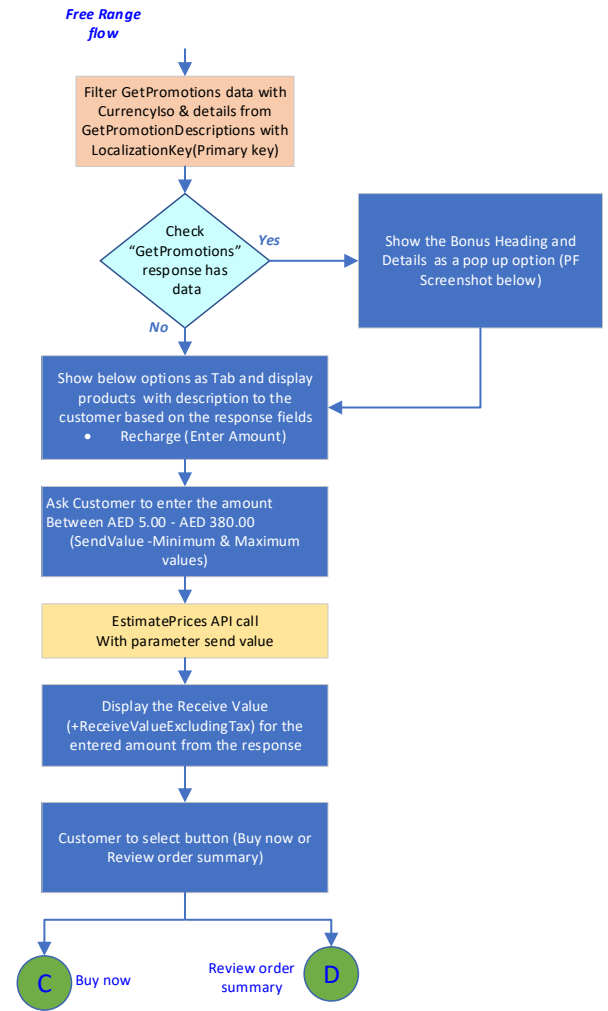 Free Range
flow
Filter GetPromotions data with
CurrencyIso & details from
GetPromotionDescriptions with
LocalizationKey(Primary key)
Check
“GetPromotions”
response has
data
Yes
Show the Bonus Heading and
Details as a pop up option (PF
Screenshot below)
No
Show below options as Tab and display
products with description to the
customer based on the response fields
• Recharge (Enter Amount)
Ask Customer to enter the amount
Between AED 5.00 - AED 380.00
(SendValue -Minimum & Maximum
values)
EstimatePrices API call
With parameter send value
Display the Receive Value
(+ReceiveValueExcludingTax) for the
entered amount from the response
Customer to select button (Buy now or
Review order summary)
C
Buy now
Review order
summary
D